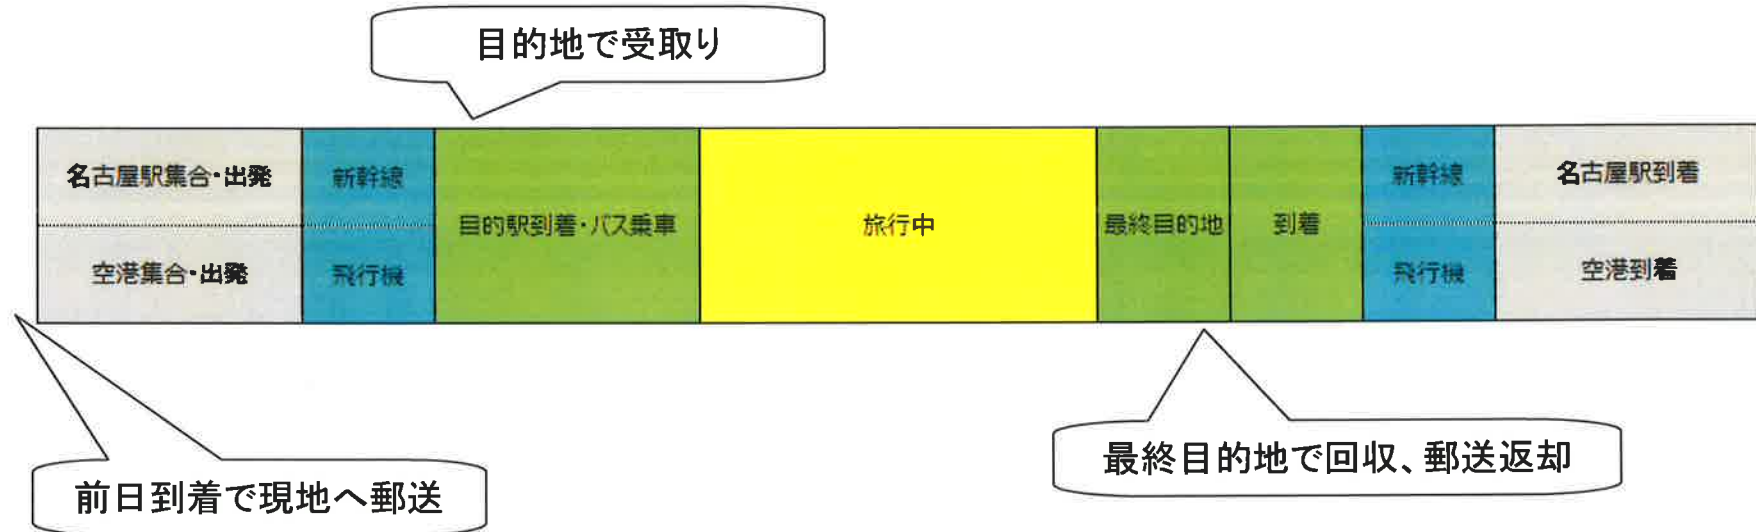 目的地で受取り
名古屋駅集合・出発
新幹線
目的駅到着・バス乗車
旅行中
最終目的地
到着
新幹線
名古屋駅到着
空港集合・出発
飛行機
飛行機
空港到着
最終目的地で回収、郵送返却
前日到着で現地へ郵送